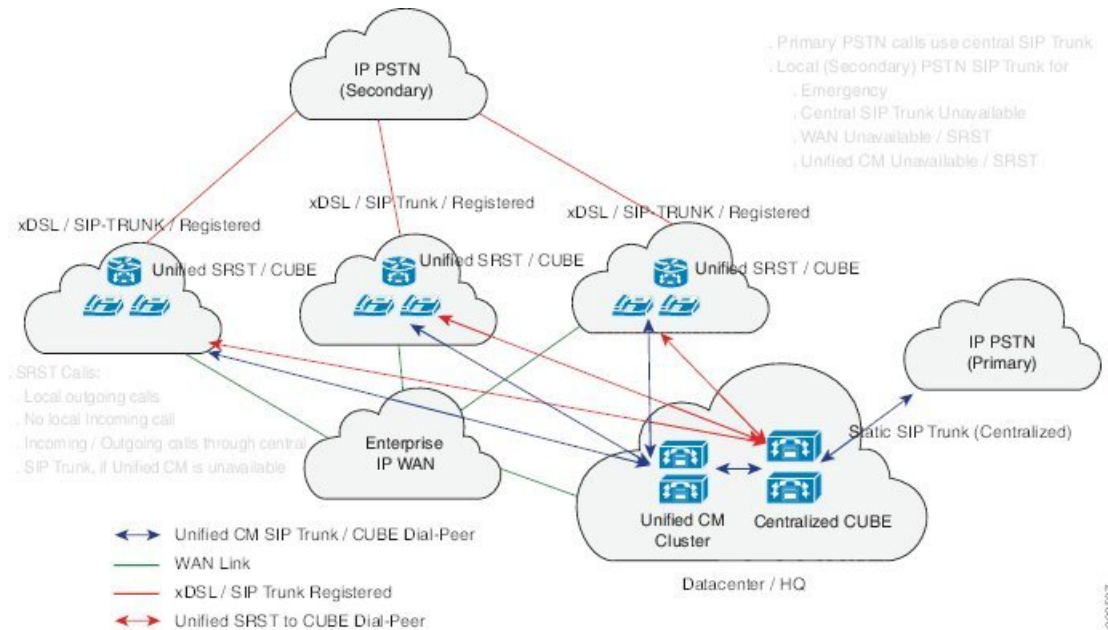 IP PSTN
(Secondary)
. Primary PSTN calls use central SIP Trunk
. Local (Secondary) PSTN SIP Trunk for
. Emergency
. Central SIP Trunk Unavailable
. WAN Unavailable / SRST
. Unified CM Unavailable / SRST
xDSL / SIP-TRUNK / Registered
xDSL / SIP Trunk / Registered
xDSL / SIP-TRUNK / Registered
Unified SRST / CUBE
Unified SRST / CUBE
Unified SRST / CUBE
IP PSTN
(Primary)
. SRST Calls:
. Local outgoing calls
. No local Incoming call
. Incoming / Outgoing calls through central
. SIP Trunk, if Unified CM is unavailable
Enterprise
IP WAN
Static SIP Trunk (Centralized)
Unified CM
Cluster
Centralized CUBE
Datacenter / HQ
Unified CM SIP Trunk / CUBE Dial-Peer
WAN Link
xDSL / SIP Trunk Registered
Unified SRST to CUBE Dial-Peer